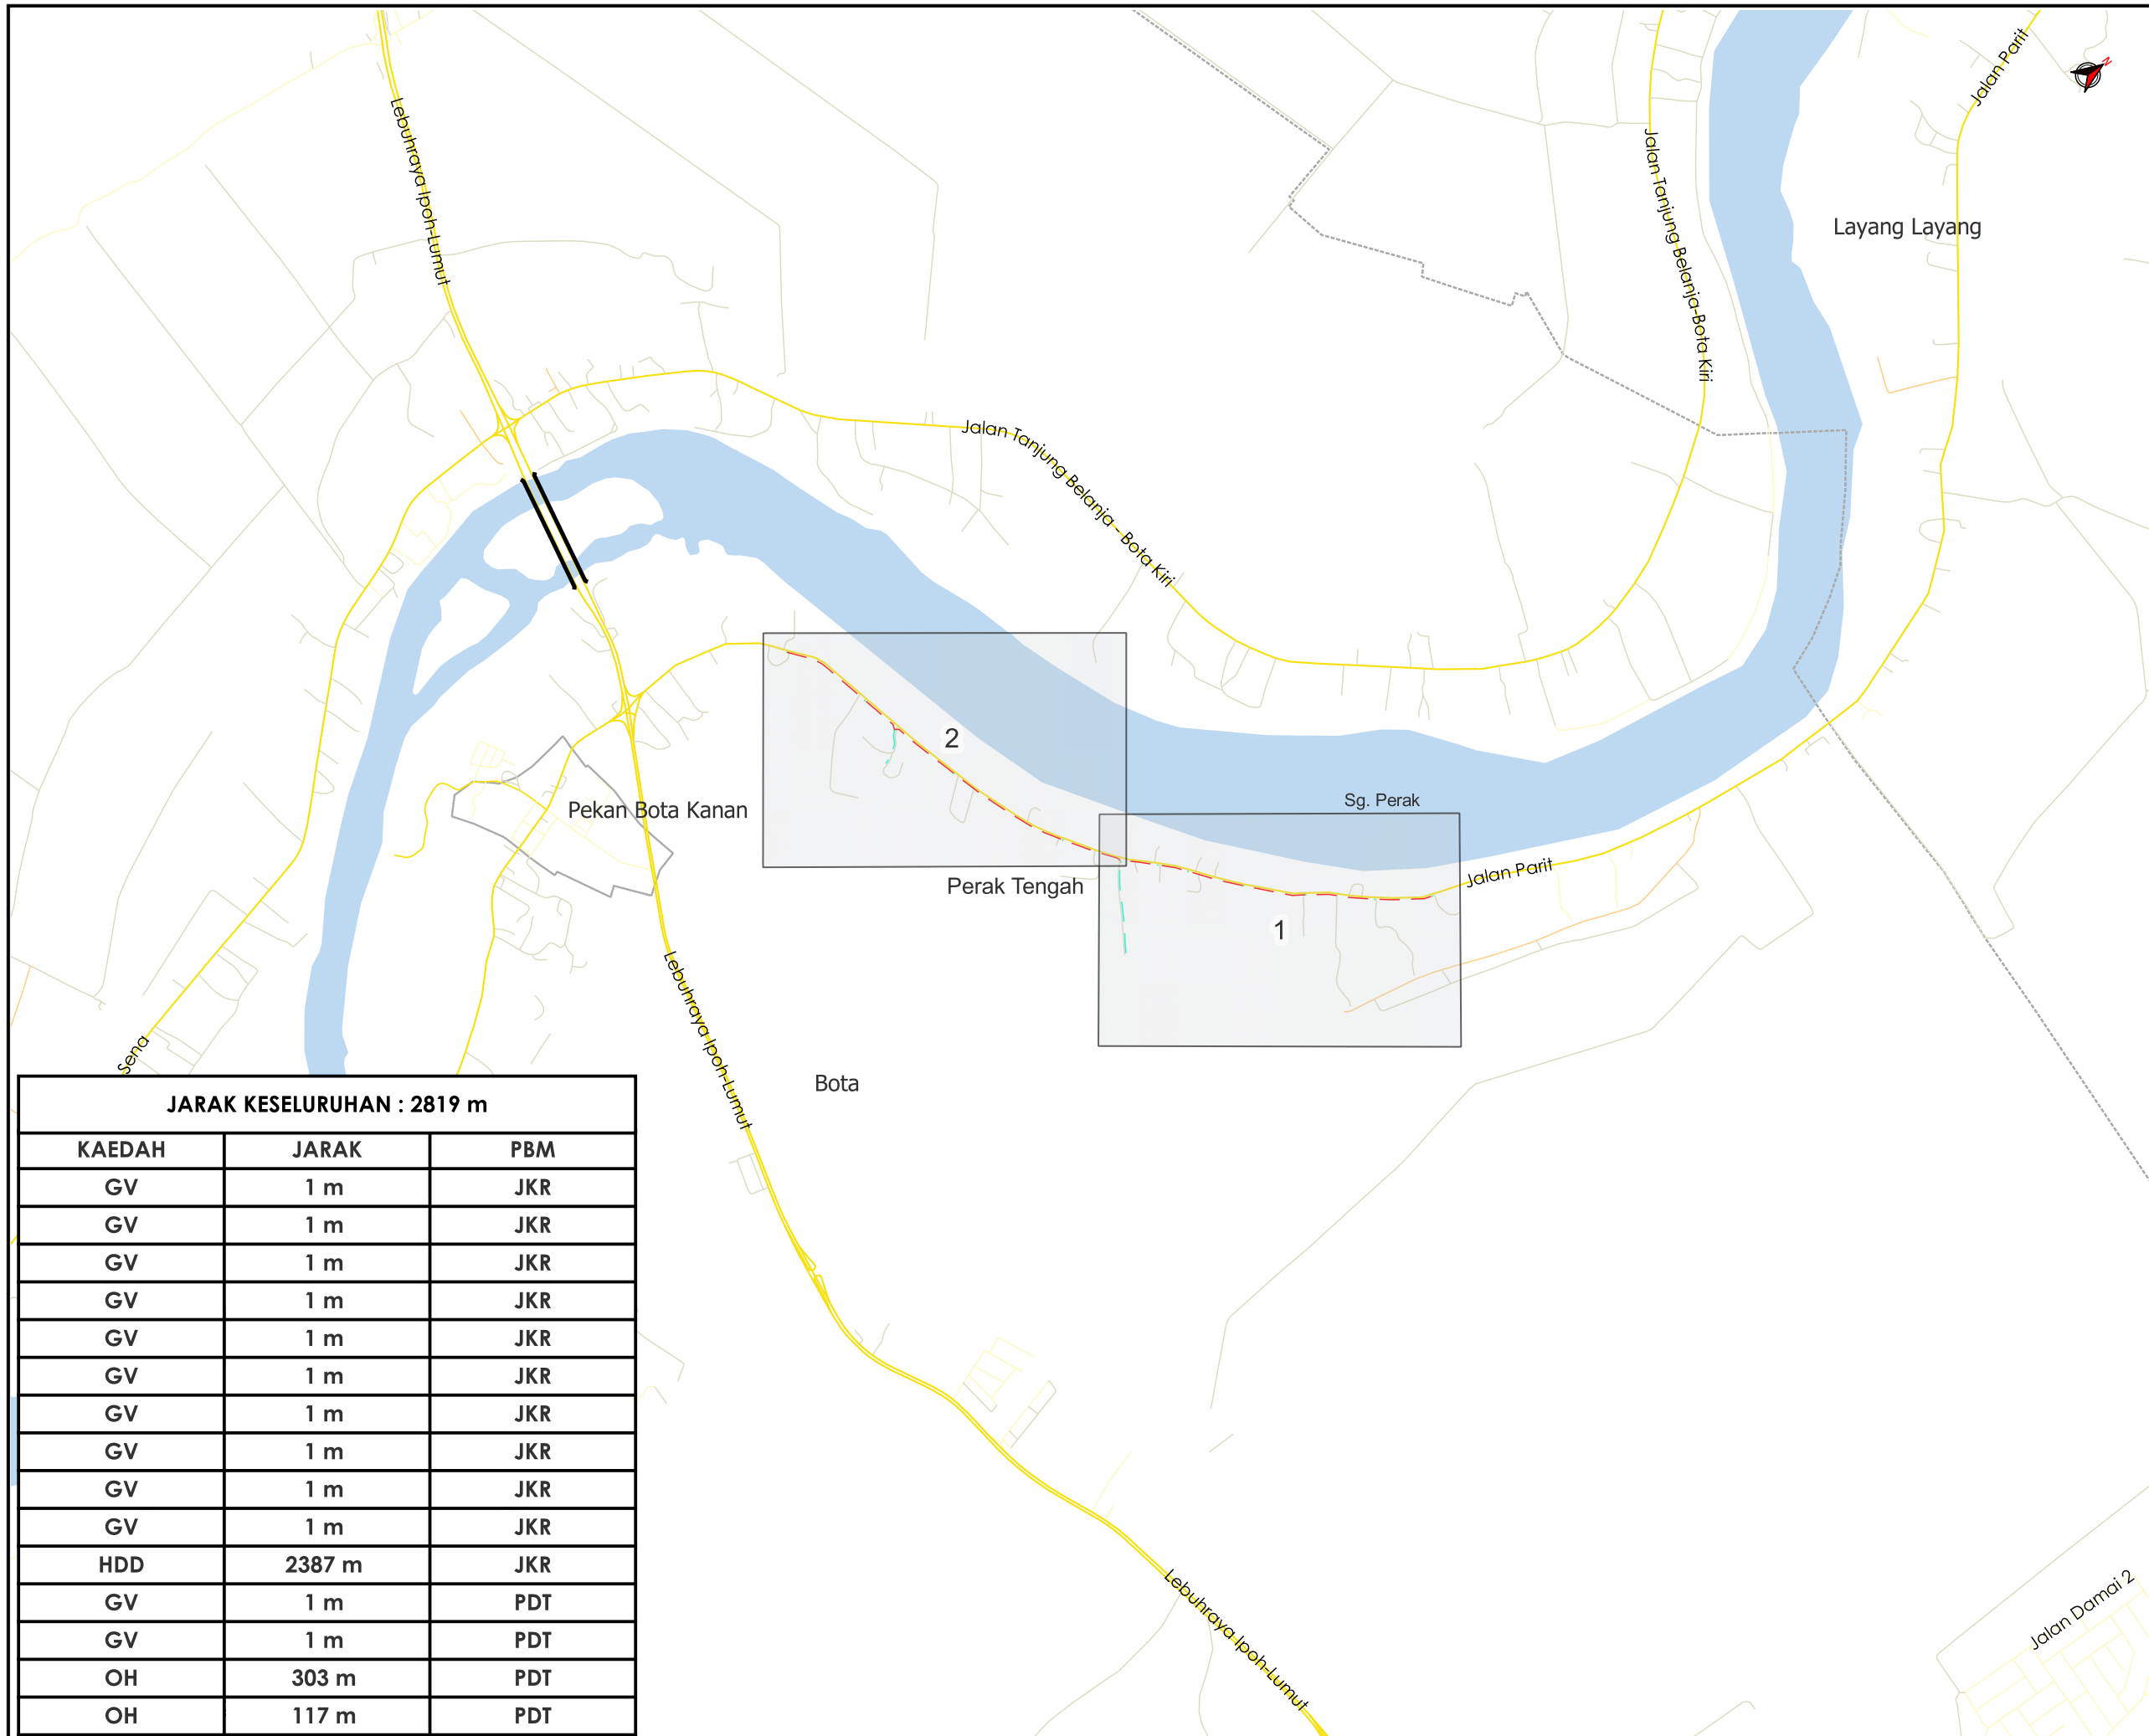 Jalan Parit
N
Lebuhraya Ipoh-Lumut
Jalan Tanjung Belanja-Bota Kiri
Layang Layang
Jalan Tanjung Belanja - Bota Kiri
2
Sg. Perak
Pekan Bota Kanan
Perak Tengah
Jalan Parit
1
Lebuhraya Ipoh-Lumut
Sena
Bota
JARAK KESELURUHAN : 2819 m
KAEDAH JARAK PBM
GV 1 m JKR
GV 1 m JKR
GV 1 m JKR
GV 1 m JKR
GV 1 m JKR
GV 1 m JKR
GV 1 m JKR
GV 1 m JKR
GV 1 m JKR
GV 1 m JKR
HDD 2387 m JKR
GV 1 m PDT
GV 1 m PDT
OH 303 m PDT
OH 117 m PDT
Lebuhraya Ipoh-Lumut
Jalan Damai 2